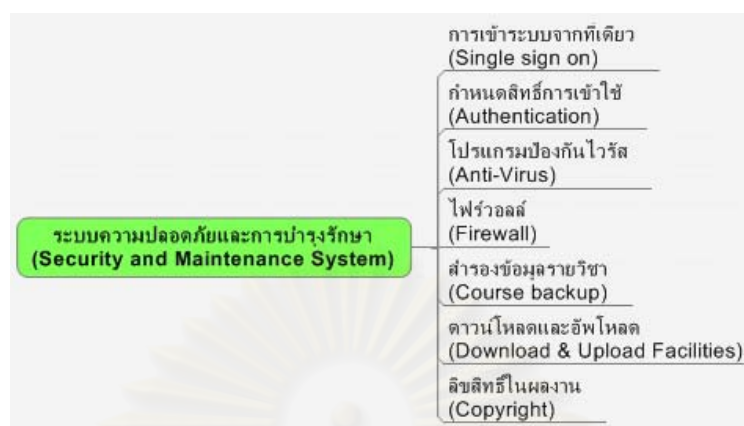 การเข้าระบบจากที่เดียว
(Single sign on)
กำหนดสิทธิ์การเข้าใช้
(Authentication)
โปรแกรมป้องกันไวรัส
(Anti-Virus)
ไฟร์วอลล์
(Firewall)
ระบบความปลอดภัยและการบำรุงรักษา
(Security and Maintenance System)
สำรองข้อมูลรายวิชา
(Course backup)
ดาวน์โหลดและอัพโหลด
(Download & Upload Facilities)
ลิขสิทธิ์ในผลงาน
(Copyright)